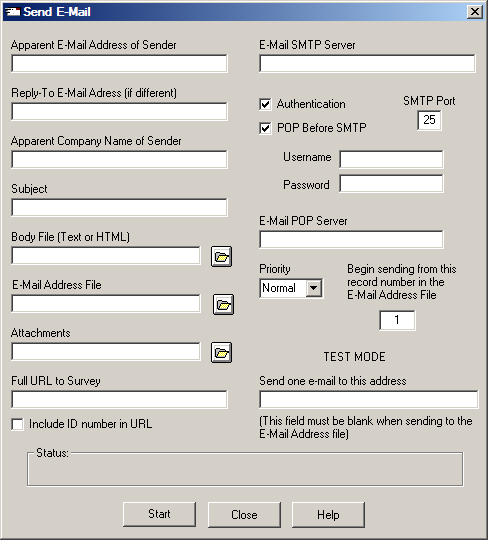 Send E-Mail
Apparent E-Mail Address of Sender
Reply-To E-Mail Adress (if different)
Apparent Company Name of Sender
Subject
Body File (Text or HTML)
E-Mail Address File
Attachments
Full URL to Survey
Include ID number in URL
E-Mail SMTP Server
Authentication
POP Before SMTP
SMTP Port
25
Username
Password
E-Mail POP Server
Priority
Normal
Begin sending from this
record number in the
E-Mail Address File
1
TEST MODE
Send one e-mail to this address
(This field must be blank when sending to the
E-Mail Address file)
Status:
Start
Close
Help